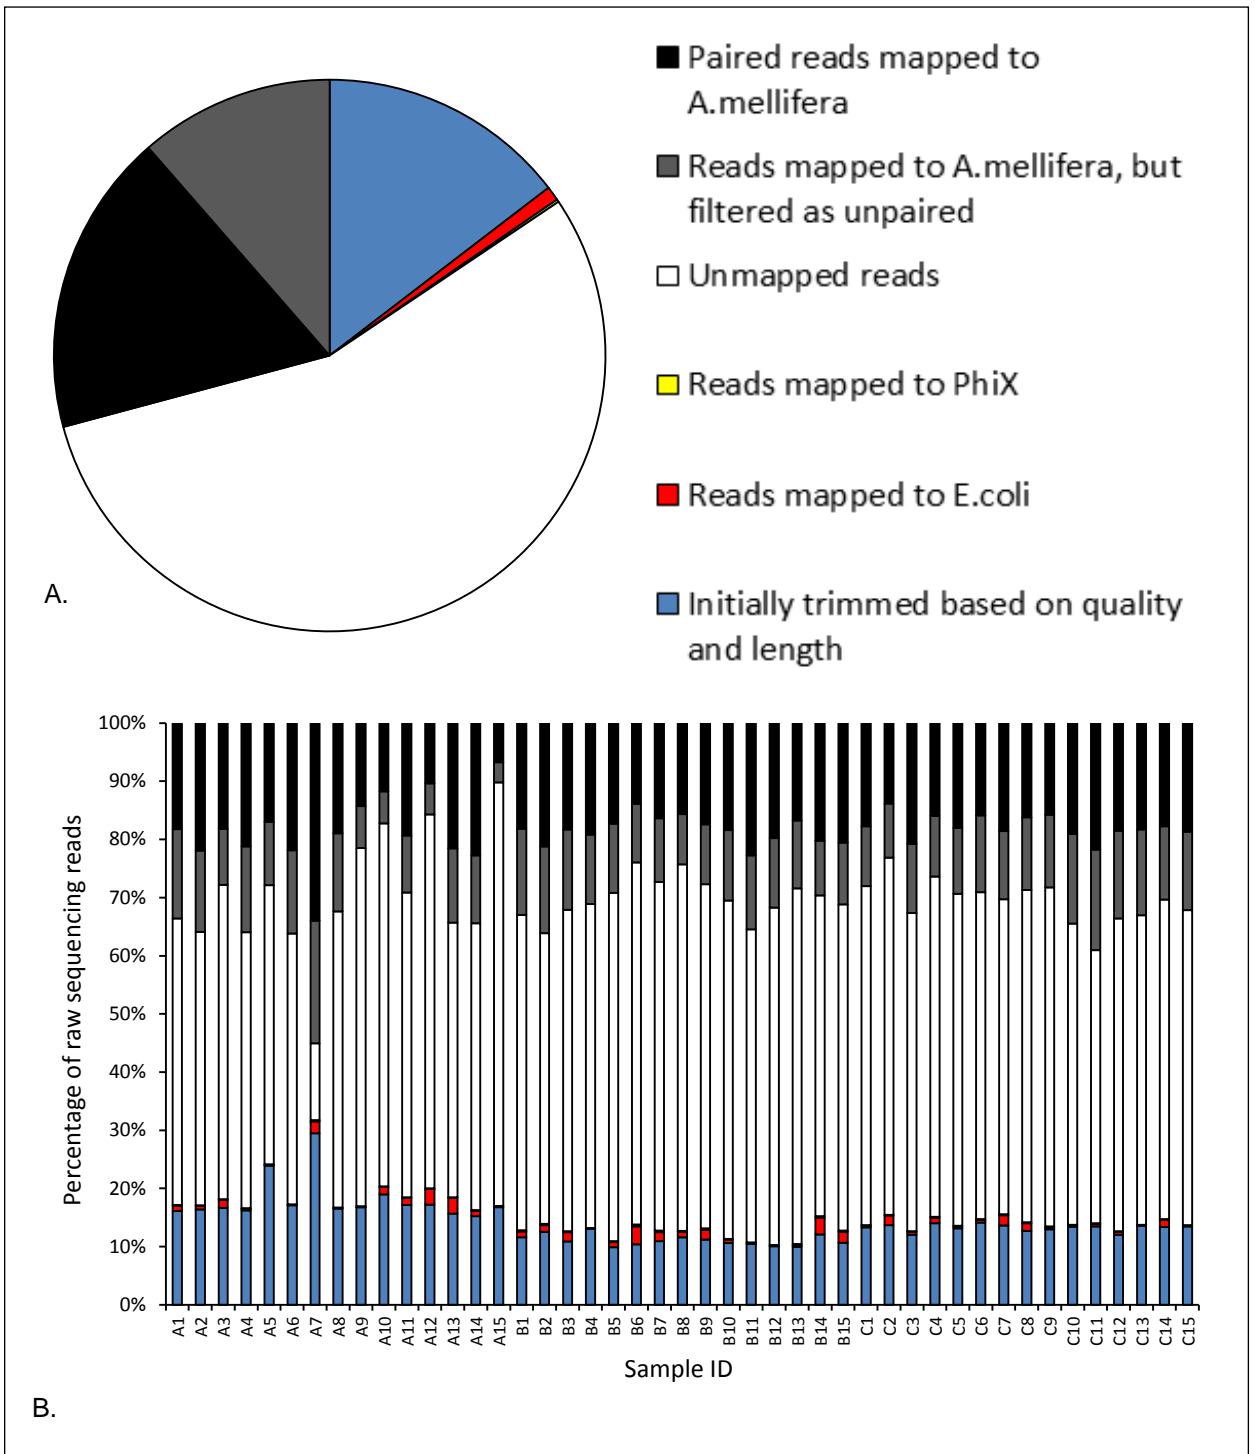 Paired reads mapped to
A.mellifera
Reads mapped to A.mellifera, but
filtered as unpaired
Unmapped reads
Reads mapped to PhiX
Reads mapped to E.coli
Initially trimmed based on quality
and length
A.
100%
90%
80%
70%
60%
50%
40%
30%
20%
10%
0%
Percentage of raw sequencing reads
A1 A2 A3 A4 A5 A6 A7 A8 A9 A10 A11 A12 A13 A14 A15 B1 B2 B3 B4 B5 B6 B7 B8 B9 B10 B11 B12 B13 B14 B15 C1 C2 C3 C4 C5 C6 C7 C8 C9 C10 C11 C12 C13 C14 C15
Sample ID
B.